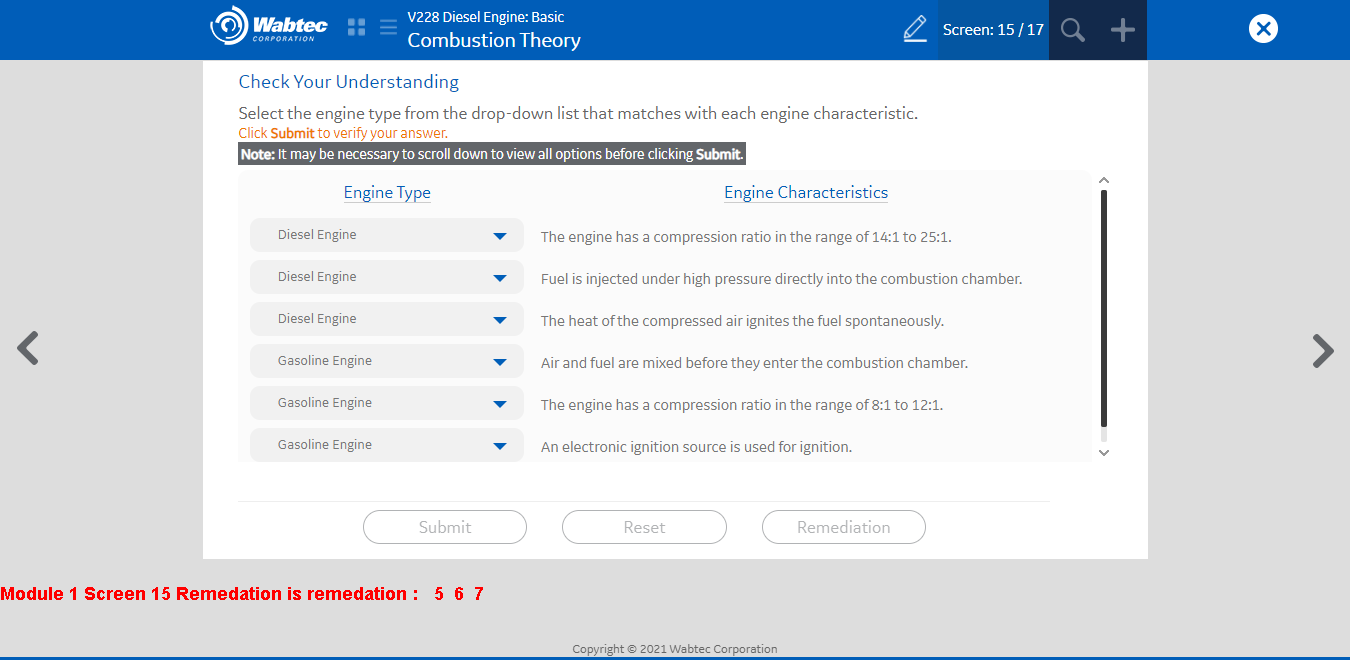 Wabtec
CORPORATION
V228 Diesel Engine: Basic
Combustion Theory
Screen: 15 / 17
Check Your Understanding
Select the engine type from the drop-down list that matches with each engine characteristic.
Click Submit to verify your answer.
Note: It may be necessary to scroll down to view all options before clicking Submit.
Engine Type Engine Characteristics
Diesel Engine The engine has a compression ratio in the range of 14:1 to 25:1.
Diesel Engine Fuel is injected under high pressure directly into the combustion chamber.
Diesel Engine The heat of the compressed air ignites the fuel spontaneously.
Gasoline Engine Air and fuel are mixed before they enter the combustion chamber.
Gasoline Engine The engine has a compression ratio in the range of 8:1 to 12:1.
Gasoline Engine An electronic ignition source is used for ignition.
Submit Reset Remediation
Module 1 Screen 15 Remedation is remedation : 5 6 7
Copyright © 2021 Wabtec Corporation